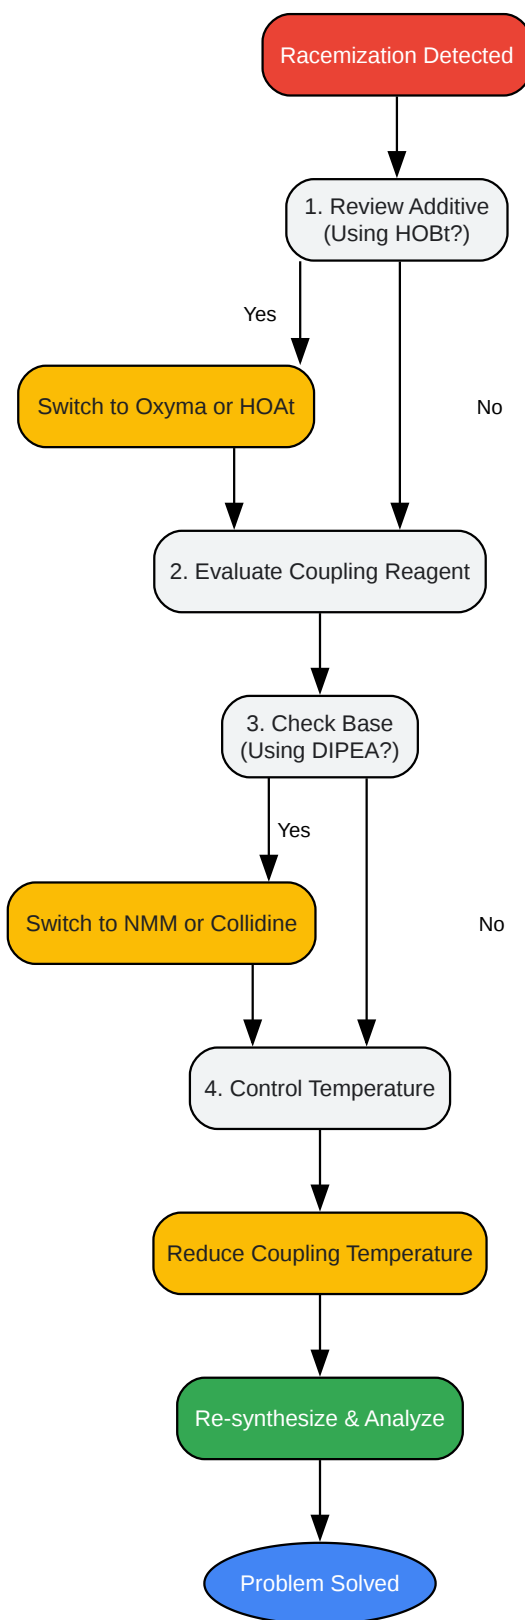 Racemization Detected
1. Review Additive
(Using HOBt?)
Yes
Switch to Oxyma or HOAt
No
2. Evaluate Coupling Reagent
3. Check Base
(Using DIPEA?)
Yes
Switch to NMM or Collidine
No
4. Control Temperature
Reduce Coupling Temperature
Re-synthesize & Analyze
Problem Solved